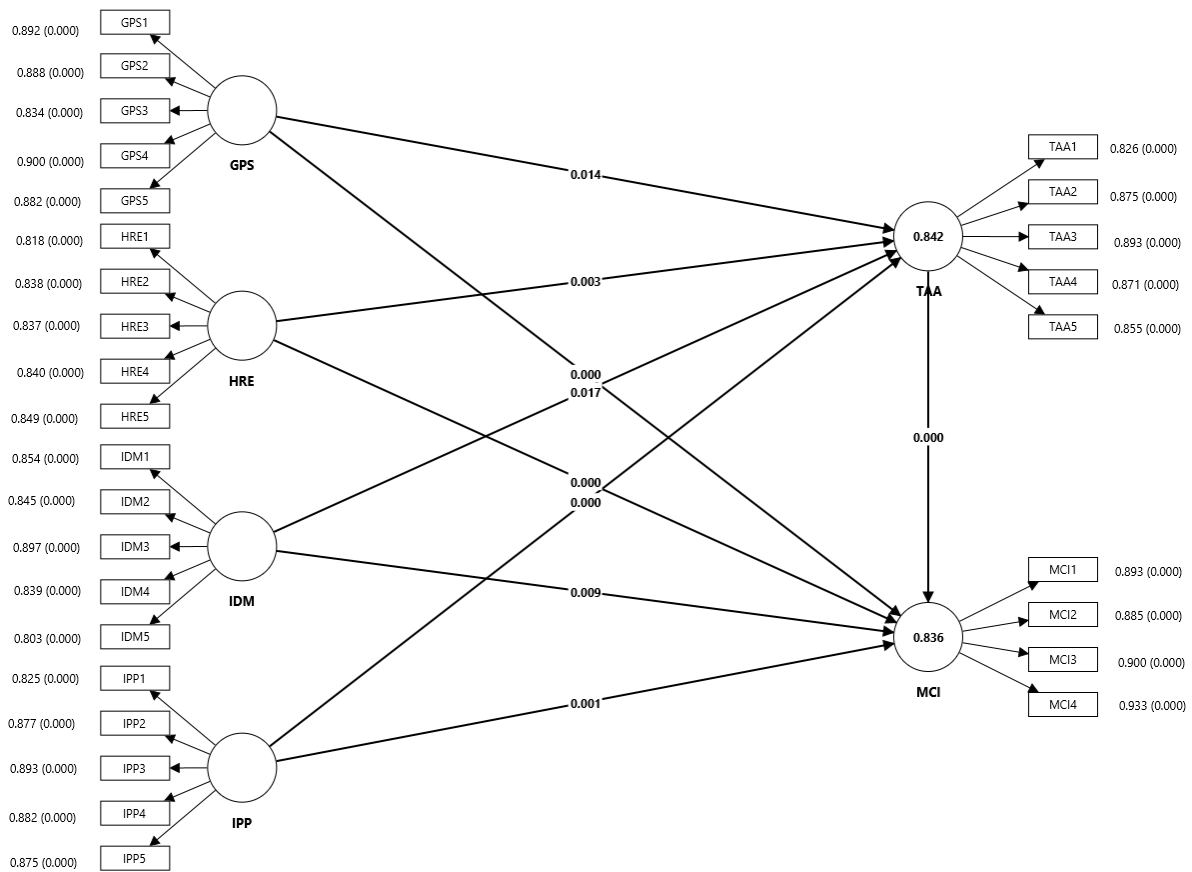 0.892 (0.000) GPS1
0.888 (0.000) GPS2
0.834 (0.000) GPS3
0.900 (0.000) GPS4
0.882 (0.000) GPS5
GPS
0.818 (0.000) HRE1
0.838 (0.000) HRE2
0.837 (0.000) HRE3
0.840 (0.000) HRE4
0.849 (0.000) HRE5
HRE
0.854 (0.000) IDM1
0.845 (0.000) IDM2
0.897 (0.000) IDM3
0.839 (0.000) IDM4
0.803 (0.000) IDM5
IDM
0.825 (0.000) IPP1
0.877 (0.000) IPP2
0.893 (0.000) IPP3
0.882 (0.000) IPP4
0.875 (0.000) IPP5
IPP
0.014
0.003
0.000
0.017
0.000
0.000
0.009
0.001
0.842
TAA
0.000
0.836
MCI
TAA1 0.826 (0.000)
TAA2 0.875 (0.000)
TAA3 0.893 (0.000)
TAA4 0.871 (0.000)
TAA5 0.855 (0.000)
MCI1 0.893 (0.000)
MCI2 0.885 (0.000)
MCI3 0.900 (0.000)
MCI4 0.933 (0.000)